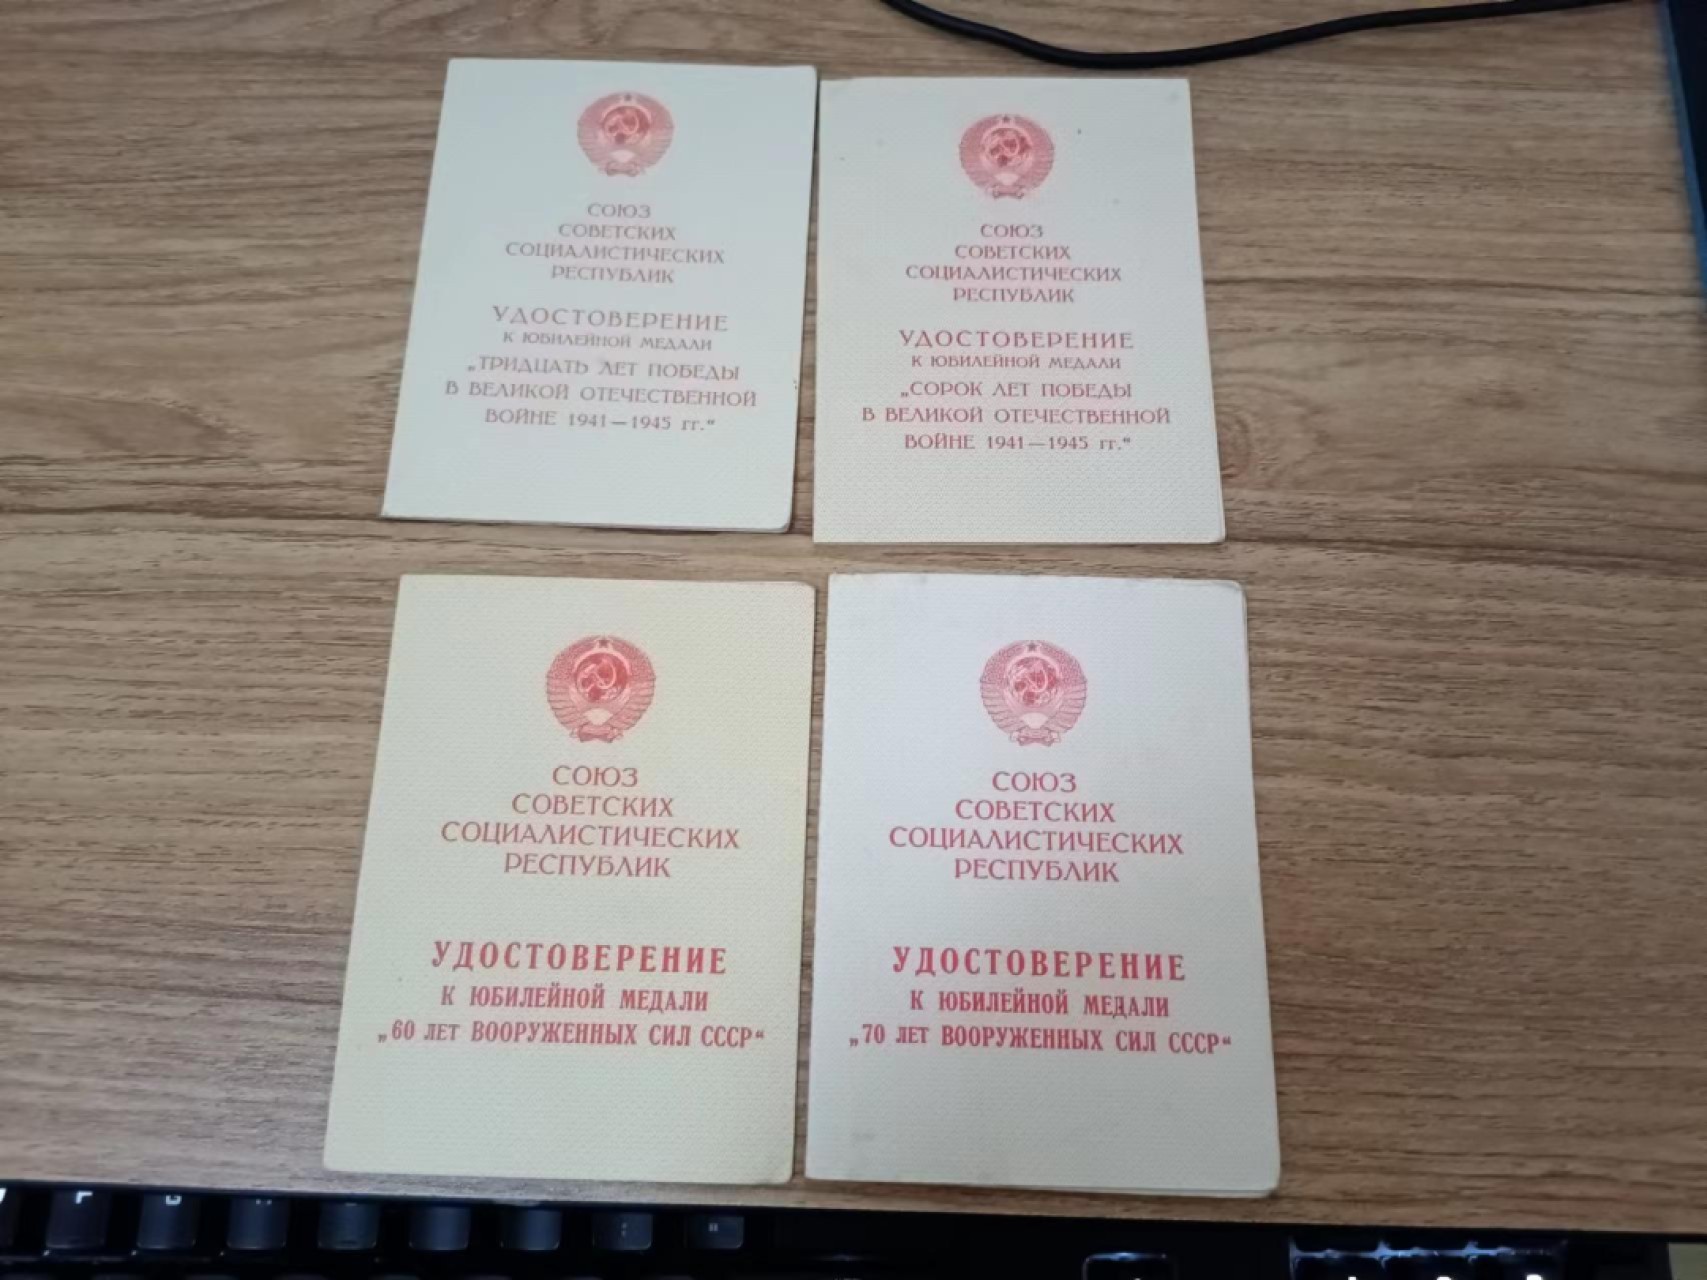 СОЮЗ
СОВЕТСКИХ
СОЦИАЛИСТИЧЕСКИХ
РЕСПУБЛИК
УДОСТОВЕРЕНИЕ
К ЮБИЛЕЙНОЙ МЕДАЛИ
„ТРИДЦАТЬ ЛЕТ ПОБЕДЫ
В ВЕЛИКОЙ ОТЕЧЕСТВЕННОЙ
ВОЙНЕ 1941—1945 гг.“
СОЮЗ
СОВЕТСКИХ
СОЦИАЛИСТИЧЕСКИХ
РЕСПУБЛИК
УДОСТОВЕРЕНИЕ
К ЮБИЛЕЙНОЙ МЕДАЛИ
„СОРОК ЛЕТ ПОБЕДЫ
В ВЕЛИКОЙ ОТЕЧЕСТВЕННОЙ
ВОЙНЕ 1941—1945 гг.“
СОЮЗ
СОВЕТСКИХ
СОЦИАЛИСТИЧЕСКИХ
РЕСПУБЛИК
УДОСТОВЕРЕНИЕ
К ЮБИЛЕЙНОЙ МЕДАЛИ
„60 ЛЕТ ВООРУЖЕННЫХ СИЛ СССР“
СОЮЗ
СОВЕТСКИХ
СОЦИАЛИСТИЧЕСКИХ
РЕСПУБЛИК
УДОСТОВЕРЕНИЕ
К ЮБИЛЕЙНОЙ МЕДАЛИ
„70 ЛЕТ ВООРУЖЕННЫХ СИЛ СССР“